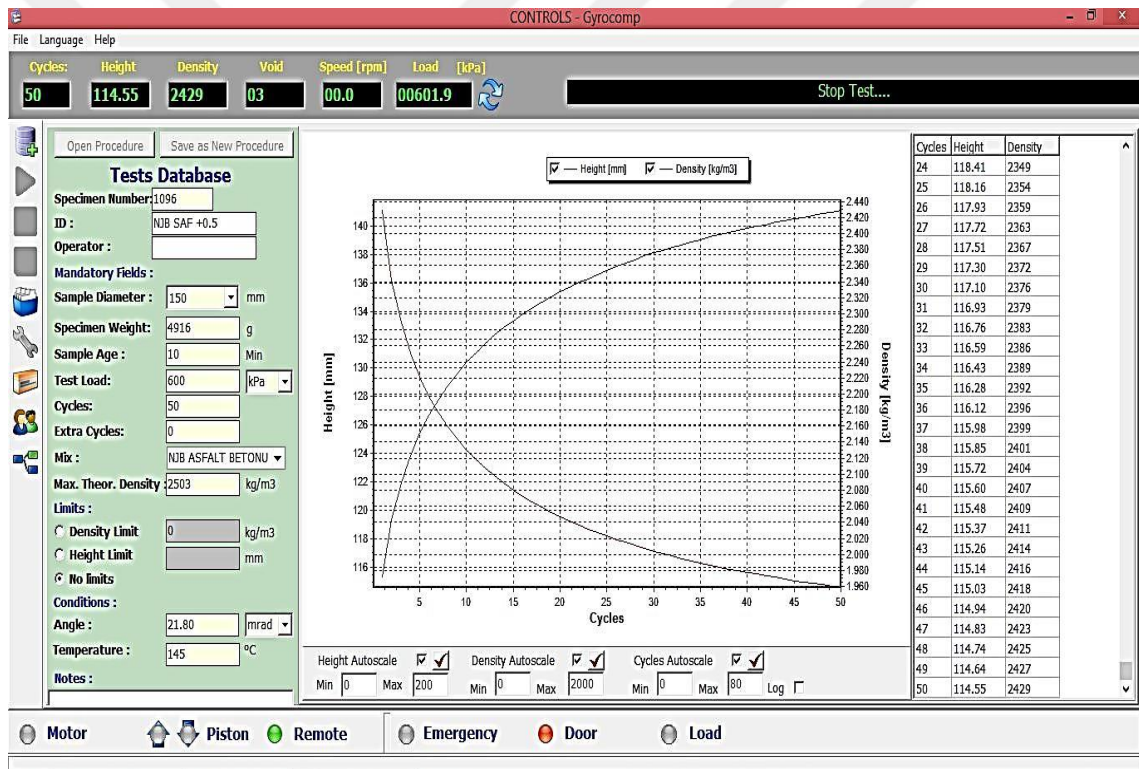 CONTROLS - Gyrocomp
File Language Help
Cycles: Height Density Void Speed [rpm] Load [kPa]
50 114.55 2429 03 00.0 00601.9 Stop Test....
Open Procedure Save as New Procedure
Tests Database
Specimen Number: 1096
ID : NJB SAF +0.5
Operator :
Mandatory Fields :
Sample Diameter : 150 mm
Specimen Weight: 4916 g
Sample Age : 10 Min
Test Load: 600 kPa
Cycles: 50
Extra Cycles: 0
Mix : NJB ASFALT BETONU
Max. Theor. Density : 2503 kg/m3
Limits :
Density Limit 0 kg/m3
Height Limit mm
No limits
Conditions :
Angle : 21.80 mrad
Temperature : 145 °C
Notes :
Height [mm] Density [kg/m3]
Height [mm]
140
138
136
134
132
130
128
126
124
122
120
118
116
2.440
2.420
2.400
2.380
2.360
2.340
2.320
2.300
2.280
2.260
2.240
2.220
2.200
2.180
2.160
2.140
2.120
2.100
2.080
2.060
2.040
2.020
2.000
1.980
1.960
Density [kg/m3]
5 10 15 20 25 30 35 40 45 50
Cycles
Height Autoscale Density Autoscale Cycles Autoscale
Min 0 Max 200 Min 0 Max 2000 Min 0 Max 80 Log
Cycles Height Density
24 118.41 2349
25 118.16 2354
26 117.93 2359
27 117.72 2363
28 117.51 2367
29 117.30 2372
30 117.10 2376
31 116.93 2379
32 116.76 2383
33 116.59 2386
34 116.43 2389
35 116.28 2392
36 116.12 2396
37 115.98 2399
38 115.85 2401
39 115.72 2404
40 115.60 2407
41 115.48 2409
42 115.37 2411
43 115.26 2414
44 115.14 2416
45 115.03 2418
46 114.94 2420
47 114.83 2423
48 114.74 2425
49 114.64 2427
50 114.55 2429
Motor Piston Remote Emergency Door Load